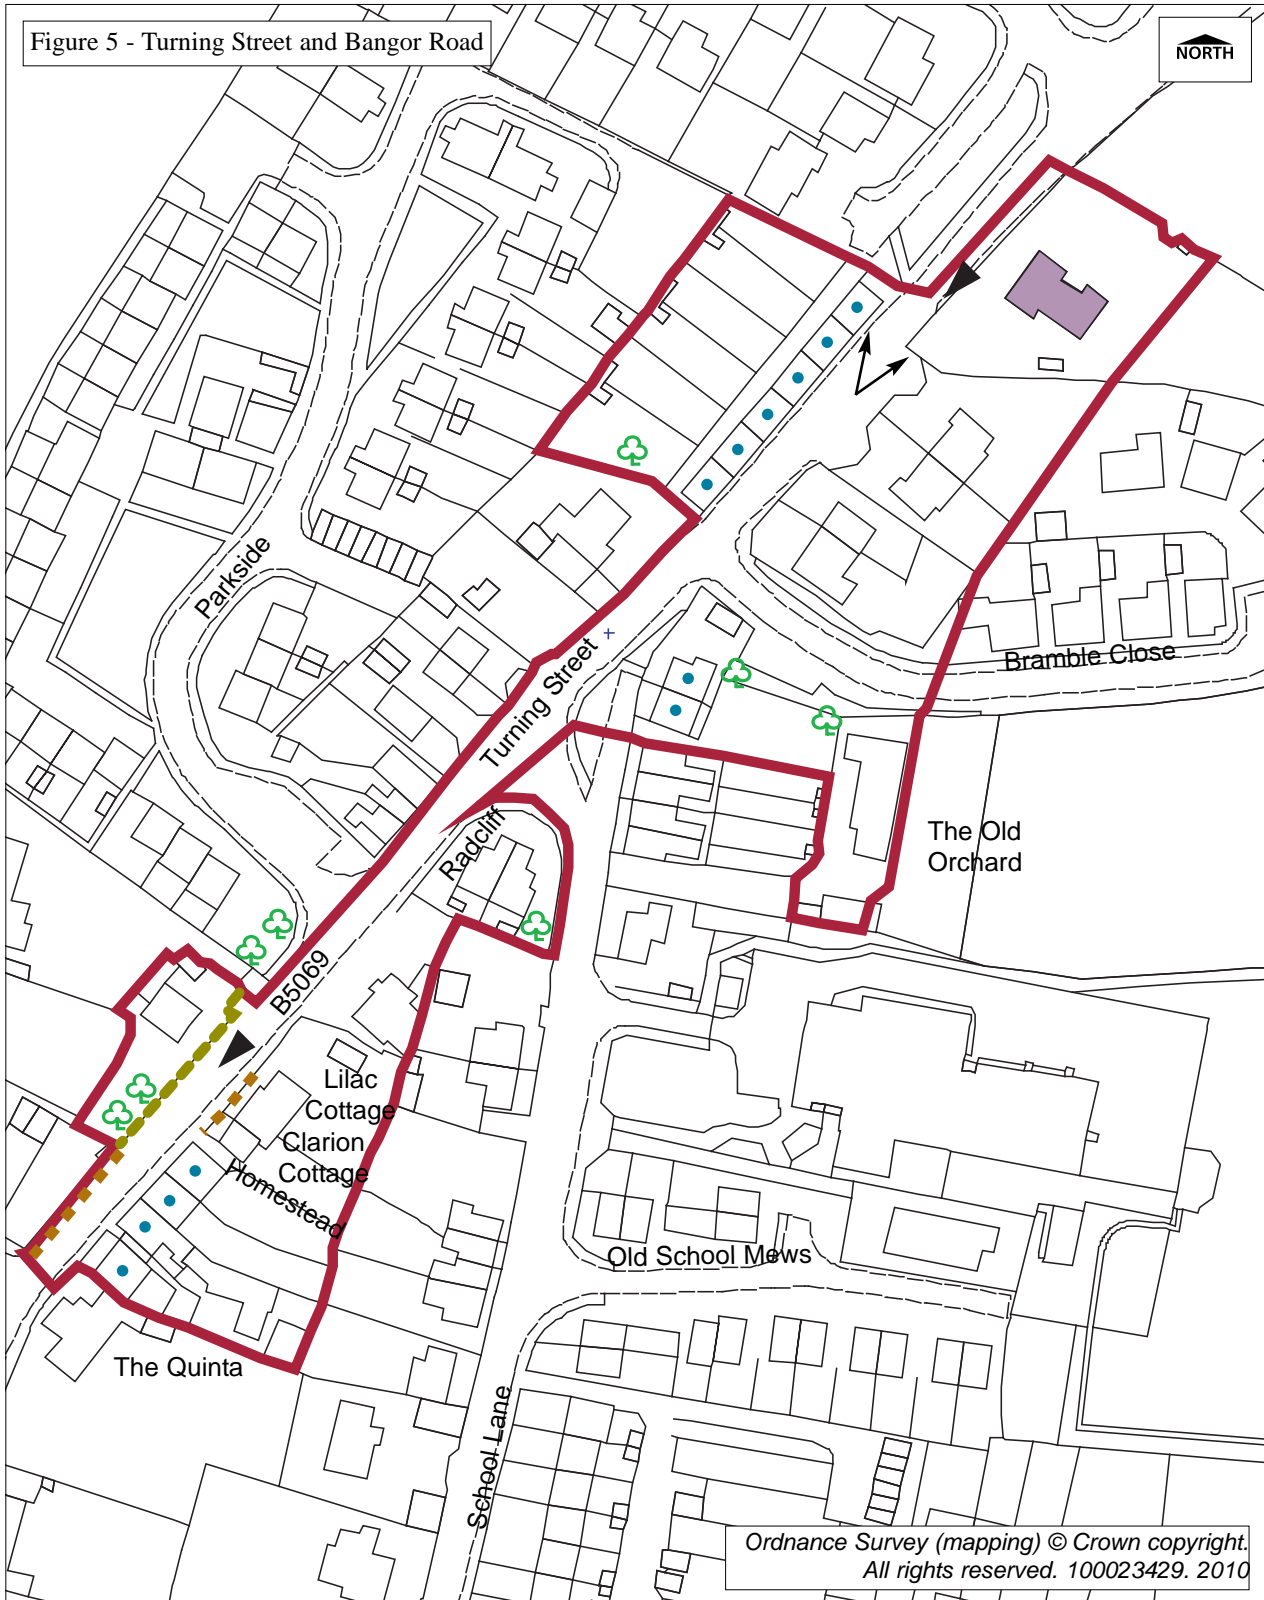 Figure 5 - Turning Street and Bangor Road
NORTH
Parkside
Turning Street
Bramble Close
Radcliff
The Old
Orchard
B5069
Lilac
Cottage
Clarion
Cottage
Homestead
Old School Mews
The Quinta
School Lane
Ordnance Survey (mapping) © Crown copyright.
All rights reserved. 100023429. 2010